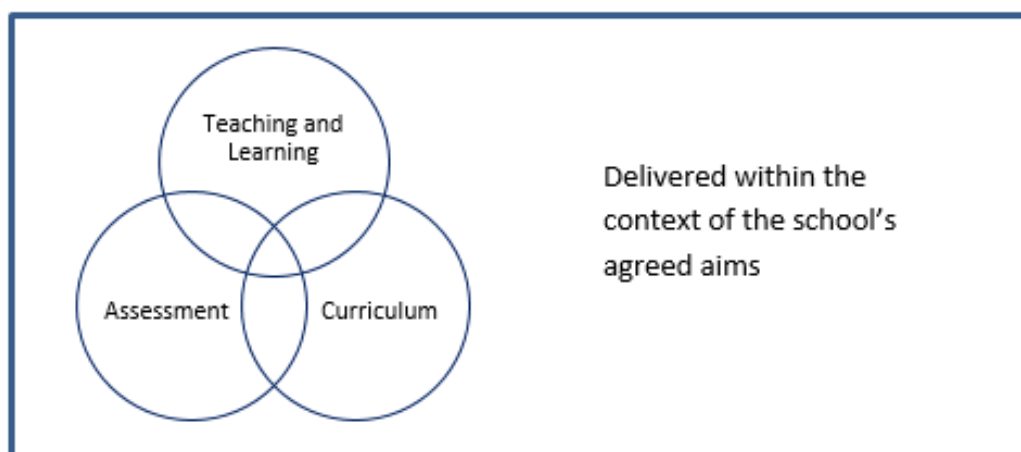 Teaching and
Learning
Assessment
Curriculum
Delivered within the
context of the school’s
agreed aims